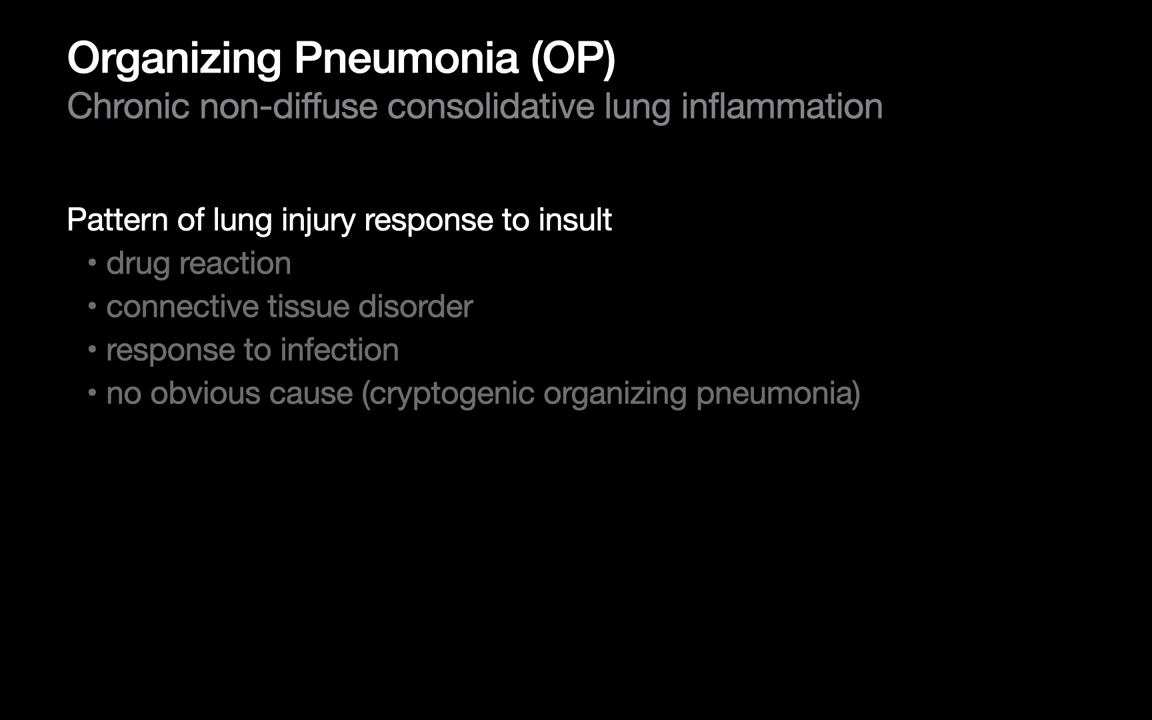 Organizing Pneumonia (OP)
Chronic non-diffuse consolidative lung inflammation
Pattern of lung injury response to insult
• drug reaction
• connective tissue disorder
• response to infection
• no obvious cause (cryptogenic organizing pneumonia)